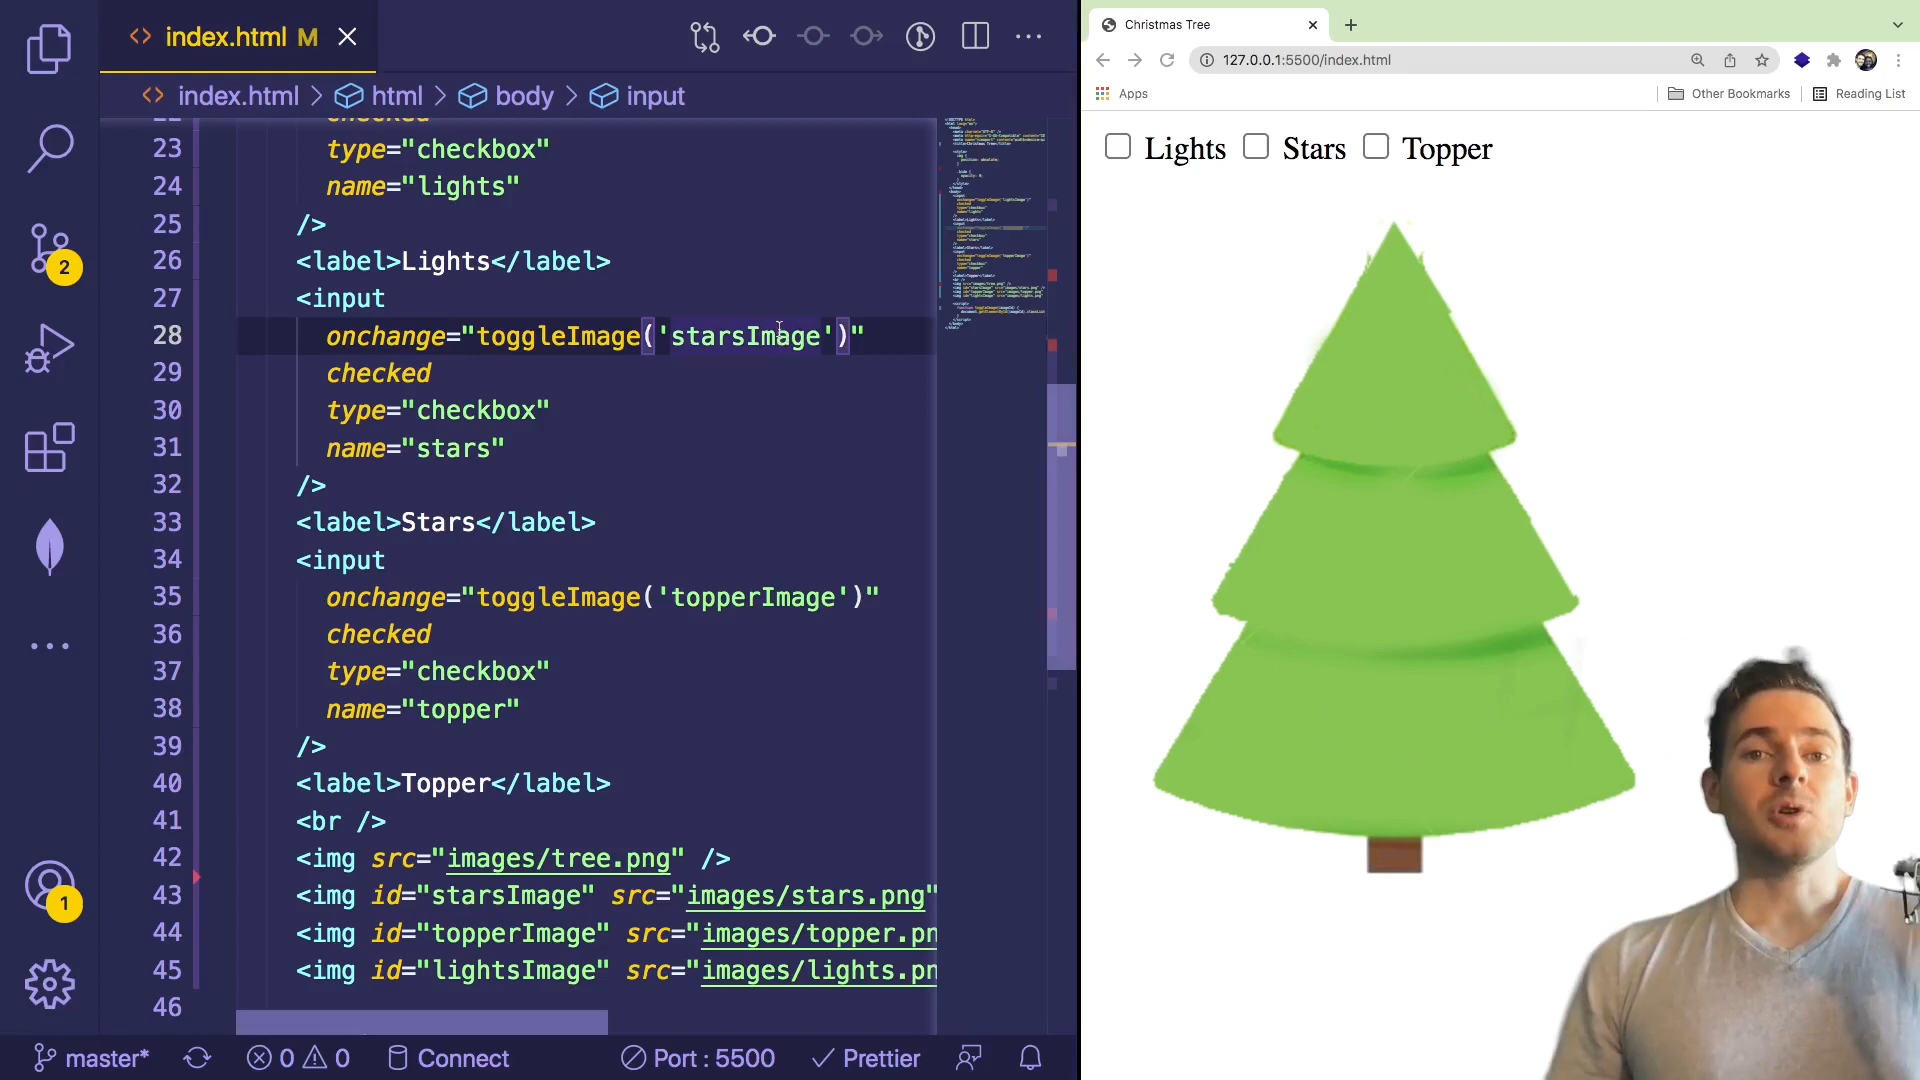 index.html M
index.html > html > body > input
checked
23 type="checkbox"
24 name="lights"
25 />
26 <label>Lights</label>
27 <input
28 onchange="toggleImage('starsImage')"
29 checked
30 type="checkbox"
31 name="stars"
32 />
33 <label>Stars</label>
34 <input
35 onchange="toggleImage('topperImage')"
36 checked
37 type="checkbox"
38 name="topper"
39 />
40 <label>Topper</label>
41 <br />
42 <img src="images/tree.png" />
43 <img id="starsImage" src="images/stars.png"
44 <img id="topperImage" src="images/topper.pn
45 <img id="lightsImage" src="images/lights.pn
46
2
1
master* 0 0 Connect Port : 5500 Prettier
Christmas Tree
127.0.0.1:5500/index.html
Apps Other Bookmarks Reading List
Lights Stars Topper